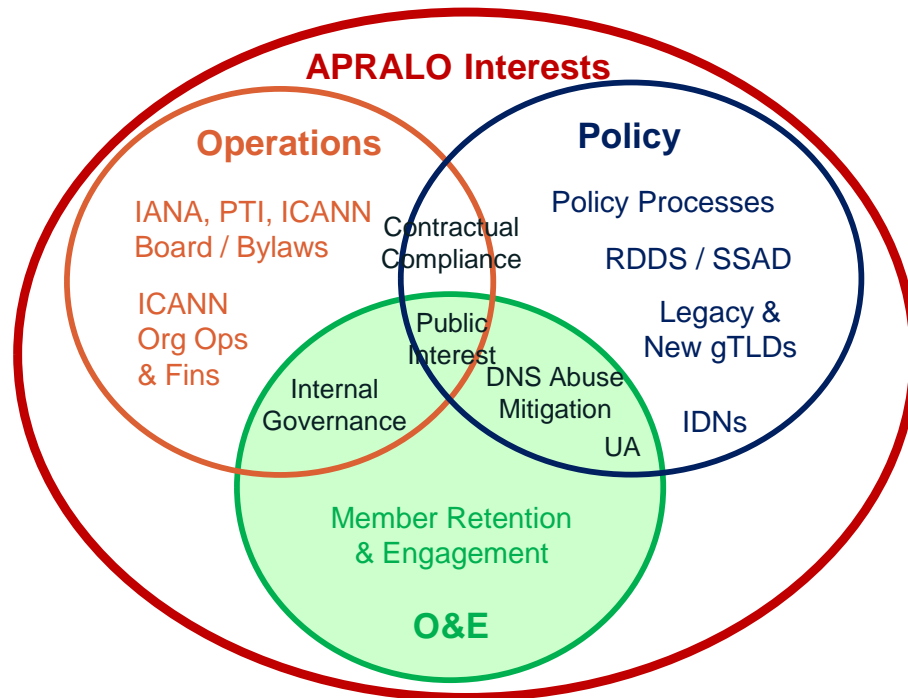 APRALO Interests
Operations
Policy
IANA, PTI, ICANN
Board / Bylaws
ICANN
Org Ops
& Fins
Contractual
Compliance
Policy Processes
RDDS / SSAD
Legacy &
New gTLDs
IDNs
Public
Interest
Internal
Governance
DNS Abuse
Mitigation
UA
Member Retention
& Engagement
O&E